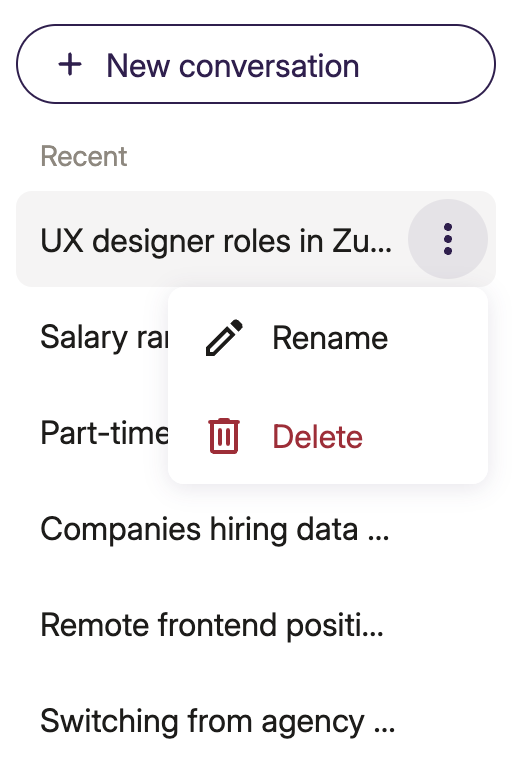 New conversation
Recent
UX designer roles in Zu...
Salary
Rename
Part-time
Delete
Companies hiring data ...
Remote frontend positi...
Switching from agency ...